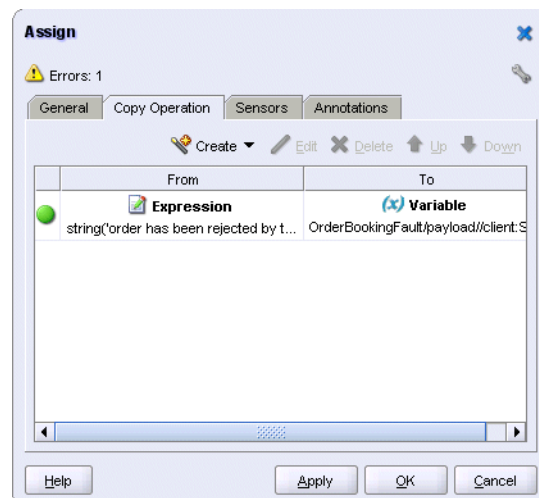 Assign
Errors: 1
General Copy Operation Sensors Annotations
Create Edit Delete Up Down
From To
Expression (x) Variable
string('order has been rejected by t... OrderBookingFault/payload//client:S
Help Apply OK Cancel